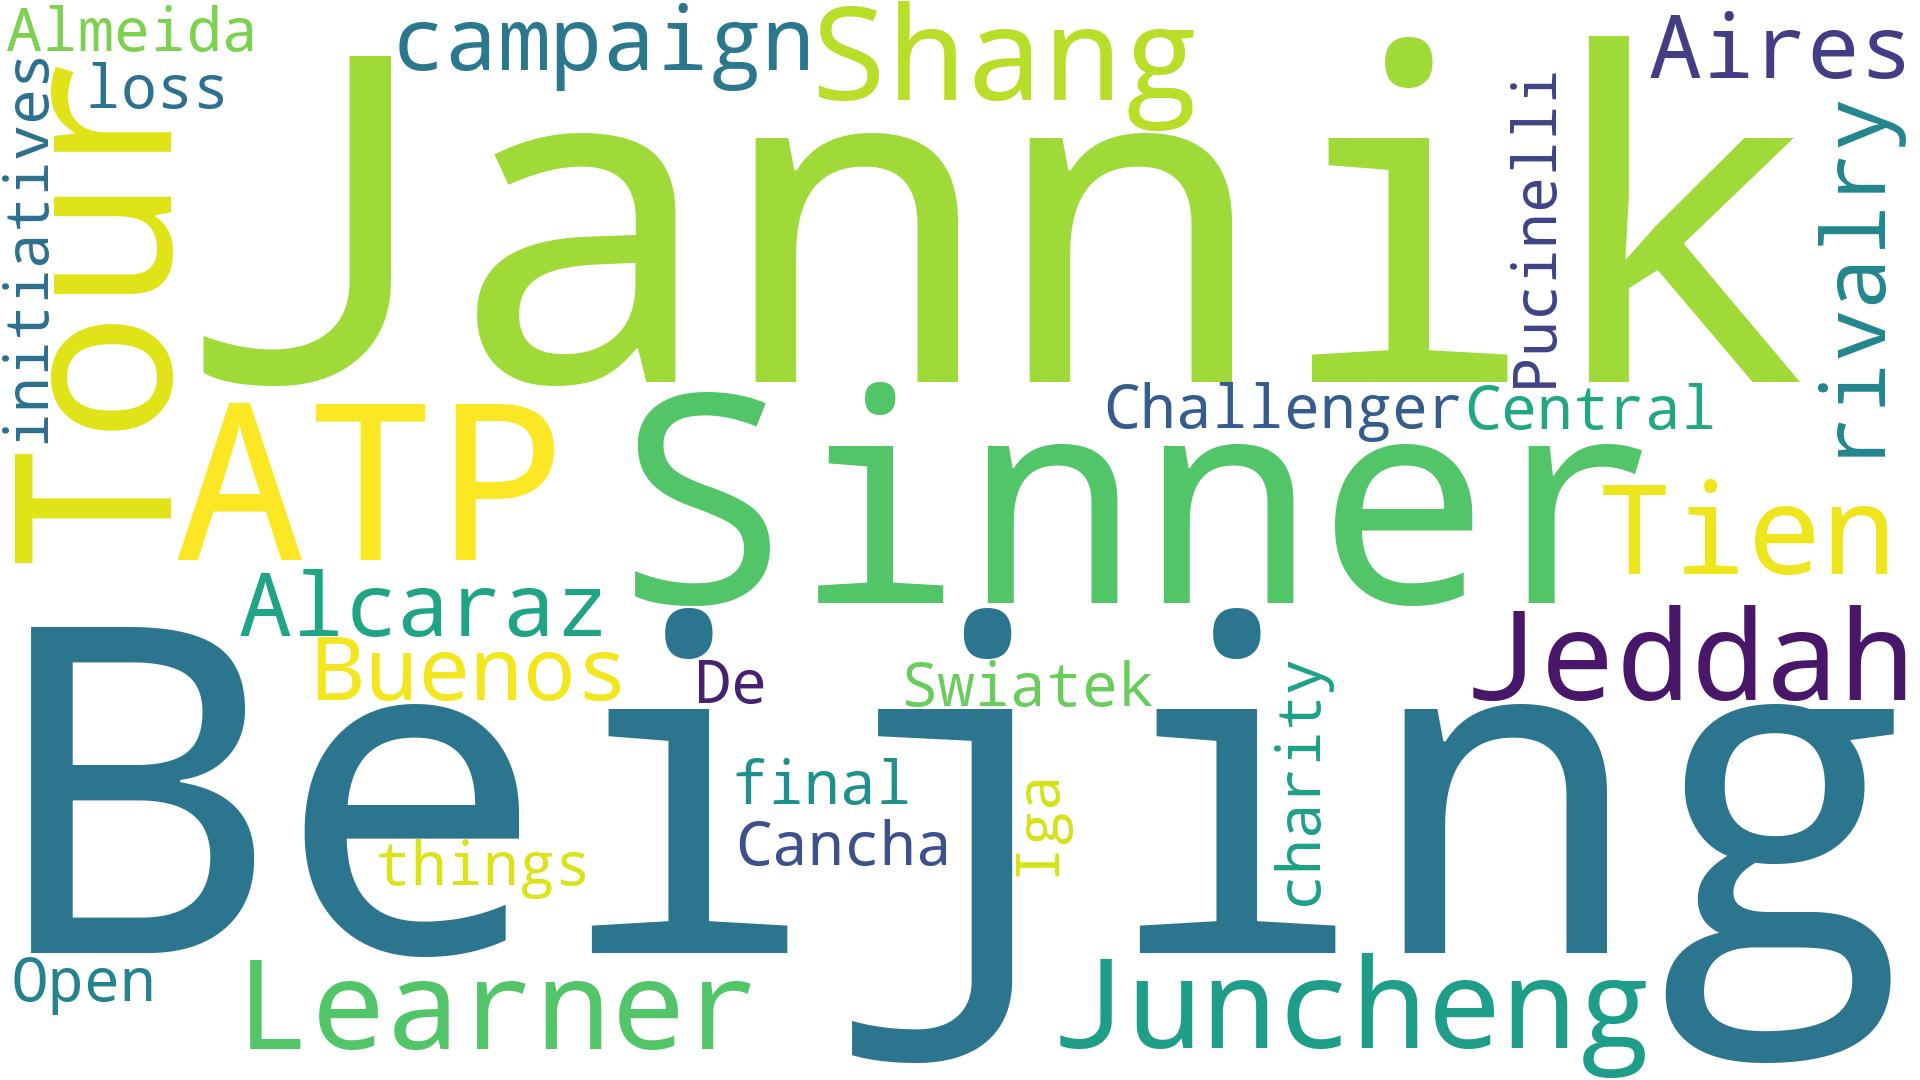 Almeida
campaign
Shang
Aires
loss
initiatives
Tour
Jannik
Pucinelli
rivalry
Challenger
Central
ATP
Sinner
Tien
Alcaraz
Buenos
De
Swiatek
charity
Jeddah
Beijing
final
Iga
things
Cancha
Open
Learner
Juncheng